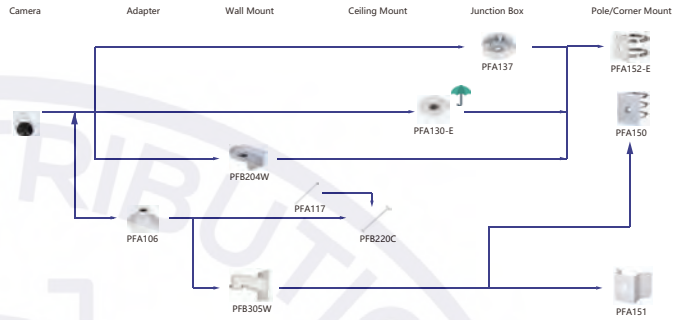 Camera Adapter Wall Mount Ceiling Mount Junction Box Pole/Corner Mount
PFA137
PFA152-E
PFA130-E
PFA150
PFB204W
PFA117
PFA106
PFB220C
PFB305W
PFA151
RIBUTION